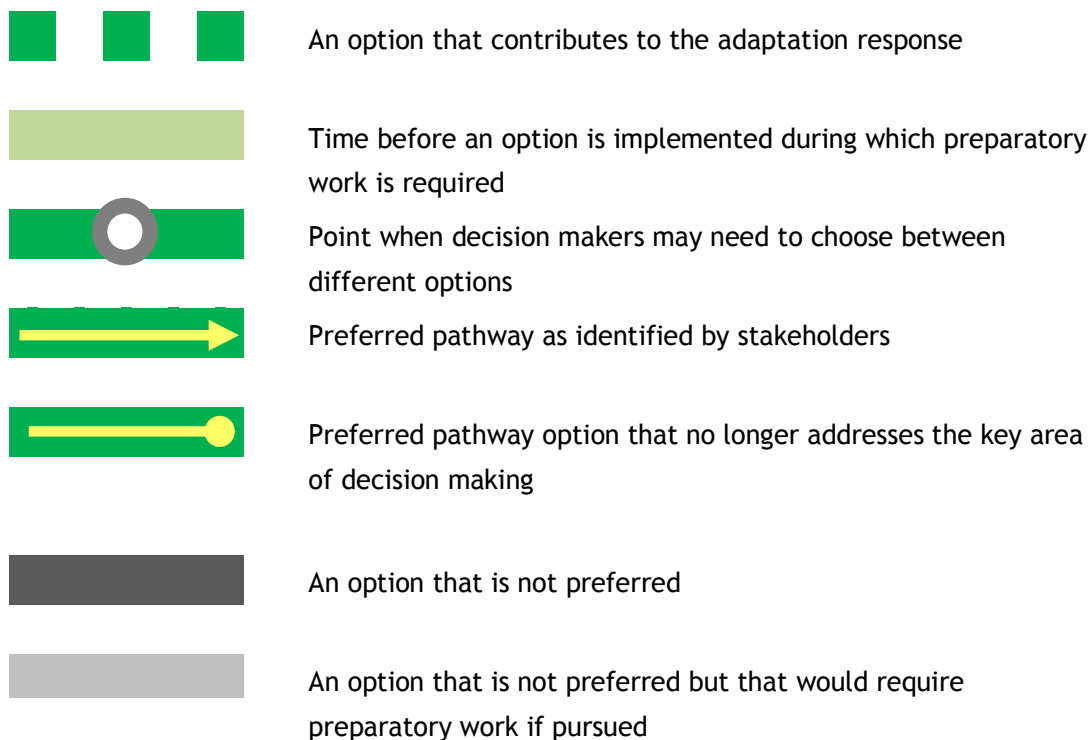 An option that contributes to the adaptation response
Time before an option is implemented during which preparatory
work is required
Point when decision makers may need to choose between
different options
Preferred pathway as identified by stakeholders
Preferred pathway option that no longer addresses the key area
of decision making
An option that is not preferred
An option that is not preferred but that would require
preparatory work if pursued